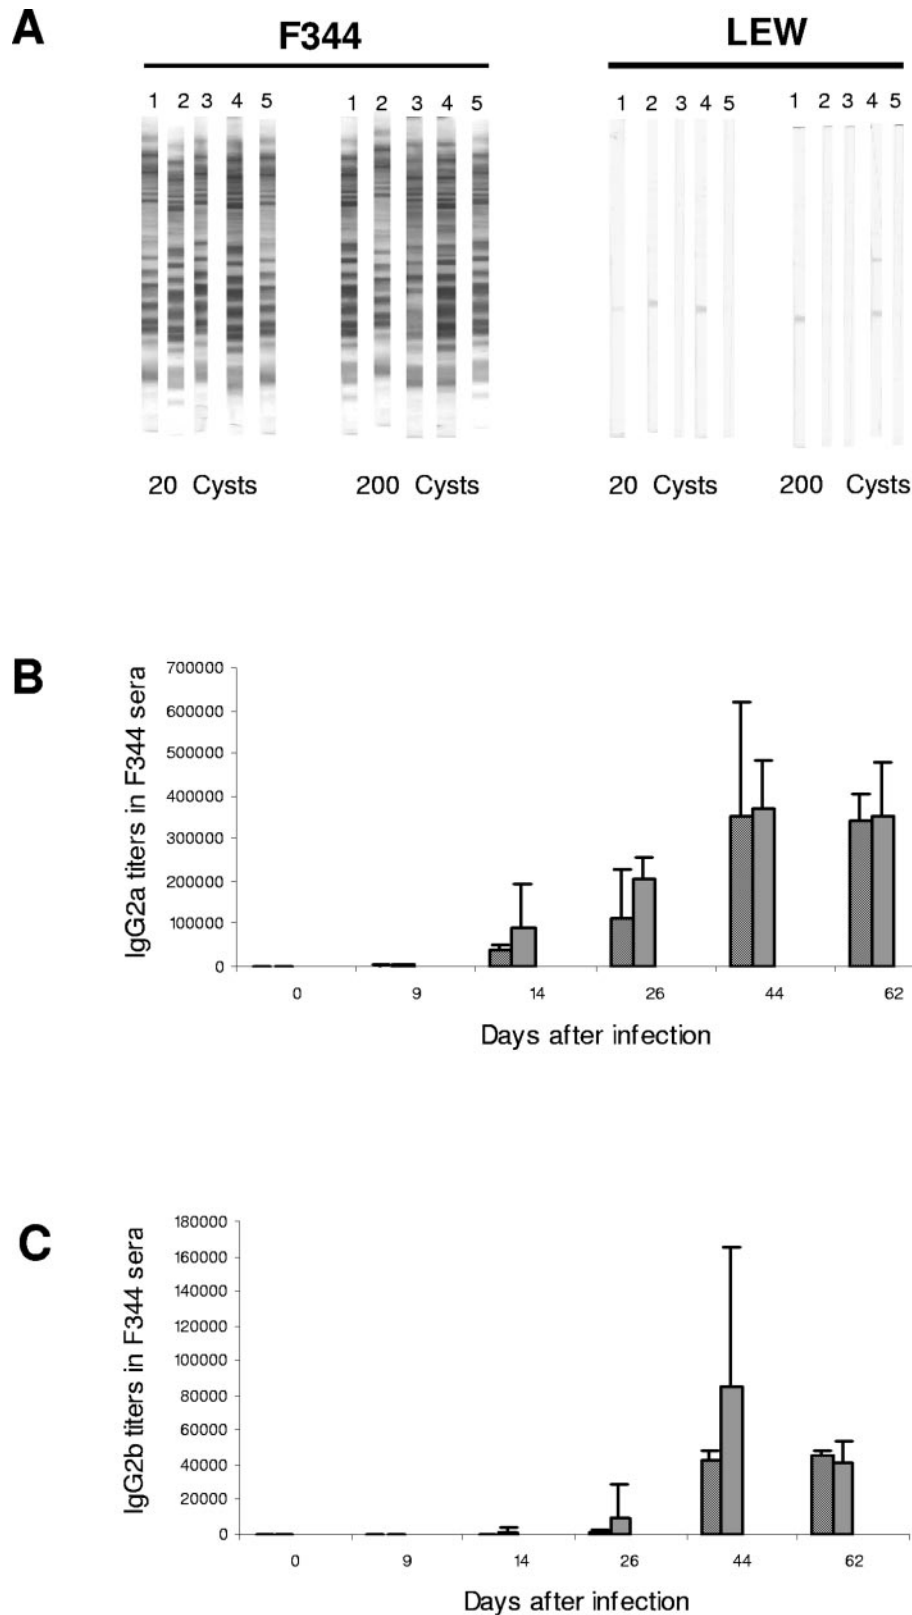 A
F344 LEW
1 2 3 4 5 1 2 3 4 5 1 2 3 4 5 1 2 3 4 5
20 Cysts 200 Cysts 20 Cysts 200 Cysts
B
IgG2a titers in F344 sera
700000
600000
500000
400000
300000
200000
100000
0
0 9 14 26 44 62
Days after infection
C
IgG2b titers in F344 sera
180000
160000
140000
120000
100000
80000
60000
40000
20000
0
0 9 14 26 44 62
Days after infection